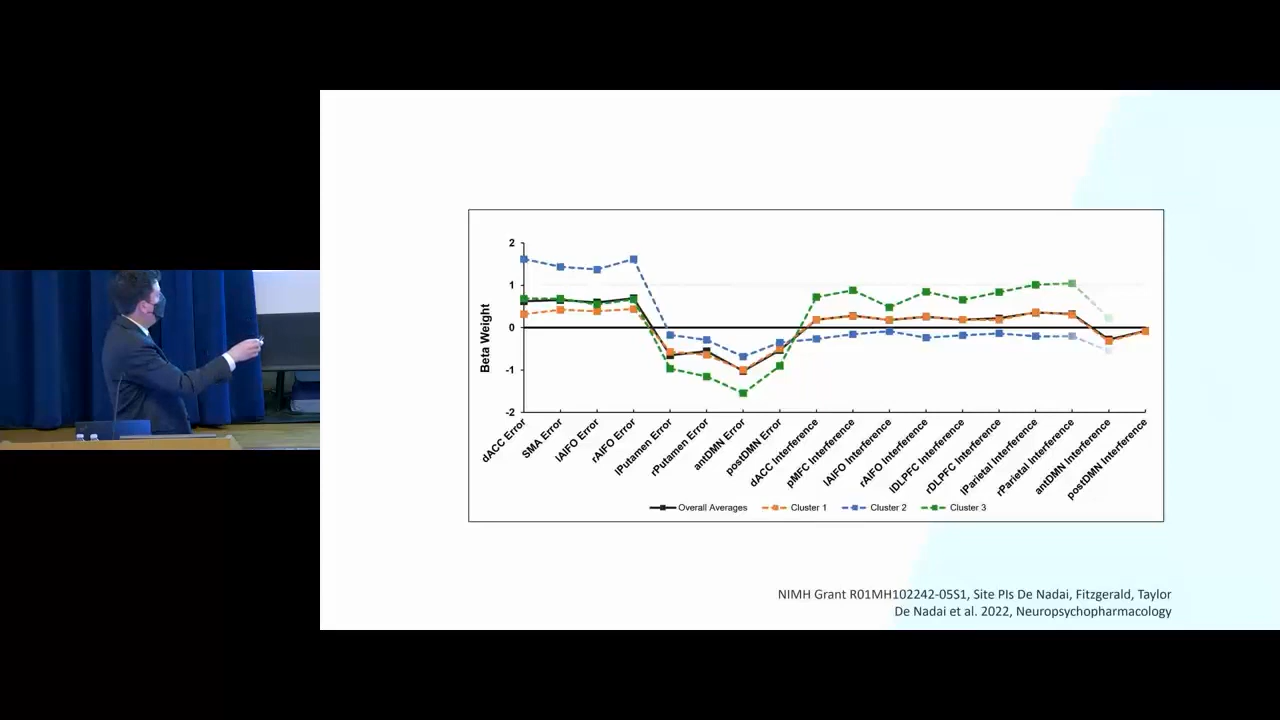 2
1
0
-1
-2
Beta Weight
dACC Error
SMA Error
lAIFO Error
rAIFO Error
lPutamen Error
rPutamen Error
antDMN Error
postDMN Error
dACC Interference
pMFC Interference
lAIFO Interference
rAIFO Interference
lDLPFC Interference
rDLPFC Interference
lParietal Interference
rParietal Interference
antDMN Interference
postDMN Interference
Overall Averages Cluster 1 Cluster 2 Cluster 3
NIMH Grant R01MH102242-05S1, Site PIs De Nadai, Fitzgerald, Taylor
De Nadai et al. 2022, Neuropsychopharmacology